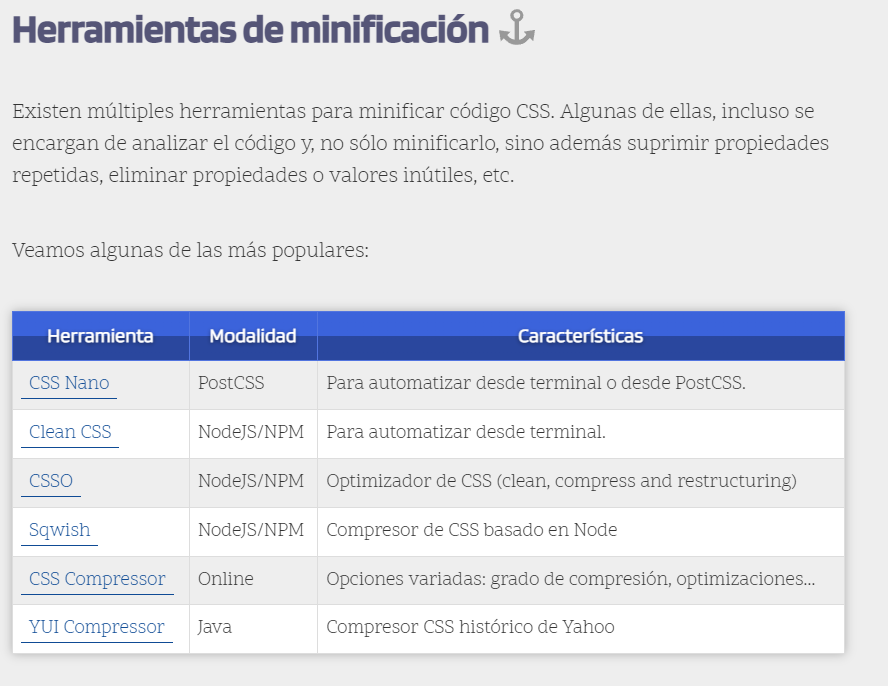 Herramientas de minificación
Existen múltiples herramientas para minificar código CSS. Algunas de ellas, incluso se
encargan de analizar el código y, no sólo minificarlo, sino además suprimir propiedades
repetidas, eliminar propiedades o valores inútiles, etc.
Veamos algunas de las más populares:
Herramienta Modalidad Características
CSS Nano PostCSS Para automatizar desde terminal o desde PostCSS.
Clean CSS NodeJS/NPM Para automatizar desde terminal.
CSSO NodeJS/NPM Optimizador de CSS (clean, compress and restructuring)
Sqwish NodeJS/NPM Compresor de CSS basado en Node
CSS Compressor Online Opciones variadas: grado de compresión, optimizaciones...
YUI Compressor Java Compresor CSS histórico de Yahoo